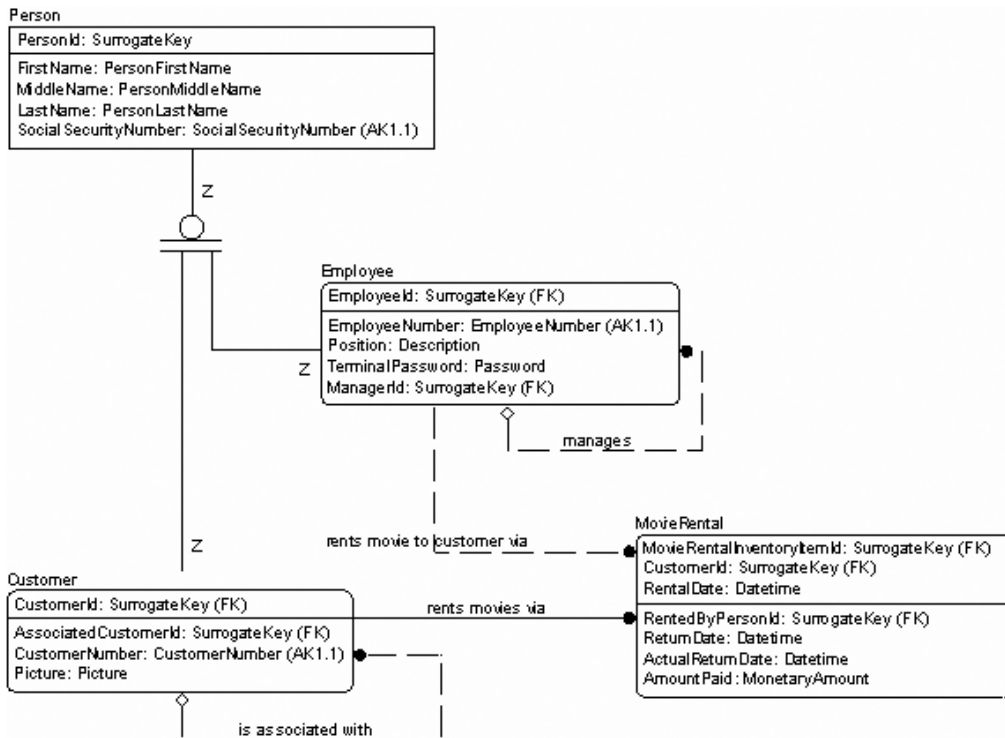 Person
PersonId: SurrogateKey
FirstName: PersonFirstName
MiddleName: PersonMiddleName
LastName: PersonLastName
SocialSecurityNumber: SocialSecurityNumber (AK1.1)
Z
Employee
EmployeeId: SurrogateKey (FK)
EmployeeNumber: EmployeeNumber (AK1.1)
Position: Description
TerminalPassword: Password
ManagerId: SurrogateKey (FK)
Z
manages
Z
rents movie to customer via
MovieRental
MovieRentalInventoryItemId: SurrogateKey (FK)
CustomerId: SurrogateKey (FK)
RentalDate: Datetime
RentedByPersonId: SurrogateKey (FK)
ReturnDate: Datetime
ActualReturnDate: Datetime
AmountPaid: MonetaryAmount
Customer
CustomerId: SurrogateKey (FK)
AssociatedCustomerId: SurrogateKey (FK)
CustomerNumber: CustomerNumber (AK1.1)
Picture: Picture
rents movies via
is associated with